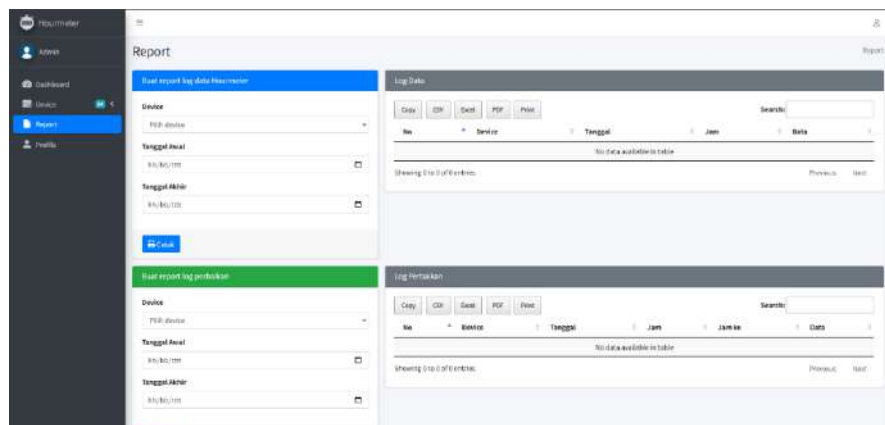 Hourmeter
Admin
Dashboard
Device
Report
Profile
Report
Report
Buat report log data Hourmeter
Device
Pilih device
Tanggal Awal
hh/bb/tttt
Tanggal Akhir
hh/bb/tttt
Cetak
Log Data
Copy CSV Excel PDF Print
Search:
No Device Tanggal Jam Data
No data available in table
Showing 0 to 0 of 0 entries
Previous Next
Buat report log perbaikan
Device
Pilih device
Tanggal Awal
hh/bb/tttt
Tanggal Akhir
hh/bb/tttt
Log Perbaikan
Copy CSV Excel PDF Print
Search:
No Device Tanggal Jam Jam ke Data
No data available in table
Showing 0 to 0 of 0 entries
Previous Next